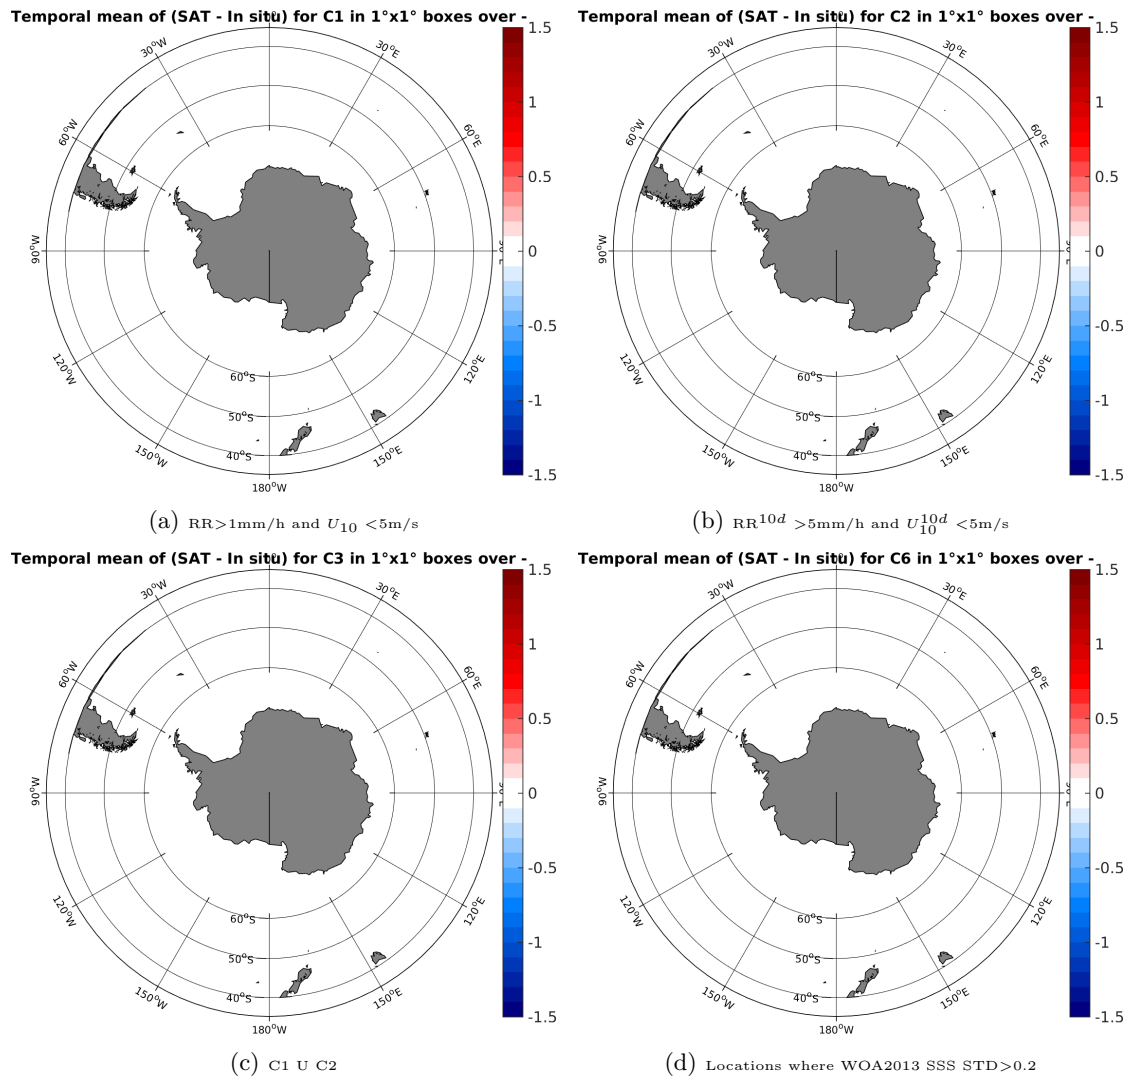 Temporal mean of (SAT - In situ) for C1 in 1°x1° boxes over -
30°W
30°E
60°W
60°E
90°W
120°W
120°E
150°W
150°E
180°W
60°S
50°S
40°S
1.5
1
0.5
0
-0.5
-1
-1.5
(a) RR>1mm/h and U10 <5m/s
Temporal mean of (SAT - In situ) for C2 in 1°x1° boxes over -
30°W
30°E
60°W
60°E
90°W
120°W
120°E
150°W
150°E
180°W
60°S
50°S
40°S
1.5
1
0.5
0
-0.5
-1
-1.5
(b) RR^10d >5mm/h and U_10^10d <5m/s
Temporal mean of (SAT - In situ) for C3 in 1°x1° boxes over -
30°W
30°E
60°W
60°E
90°W
120°W
120°E
150°W
150°E
180°W
60°S
50°S
40°S
1.5
1
0.5
0
-0.5
-1
-1.5
(c) C1 U C2
Temporal mean of (SAT - In situ) for C6 in 1°x1° boxes over -
30°W
30°E
60°W
60°E
90°W
120°W
120°E
150°W
150°E
180°W
60°S
50°S
40°S
1.5
1
0.5
0
-0.5
-1
-1.5
(d) Locations where WOA2013 SSS STD>0.2